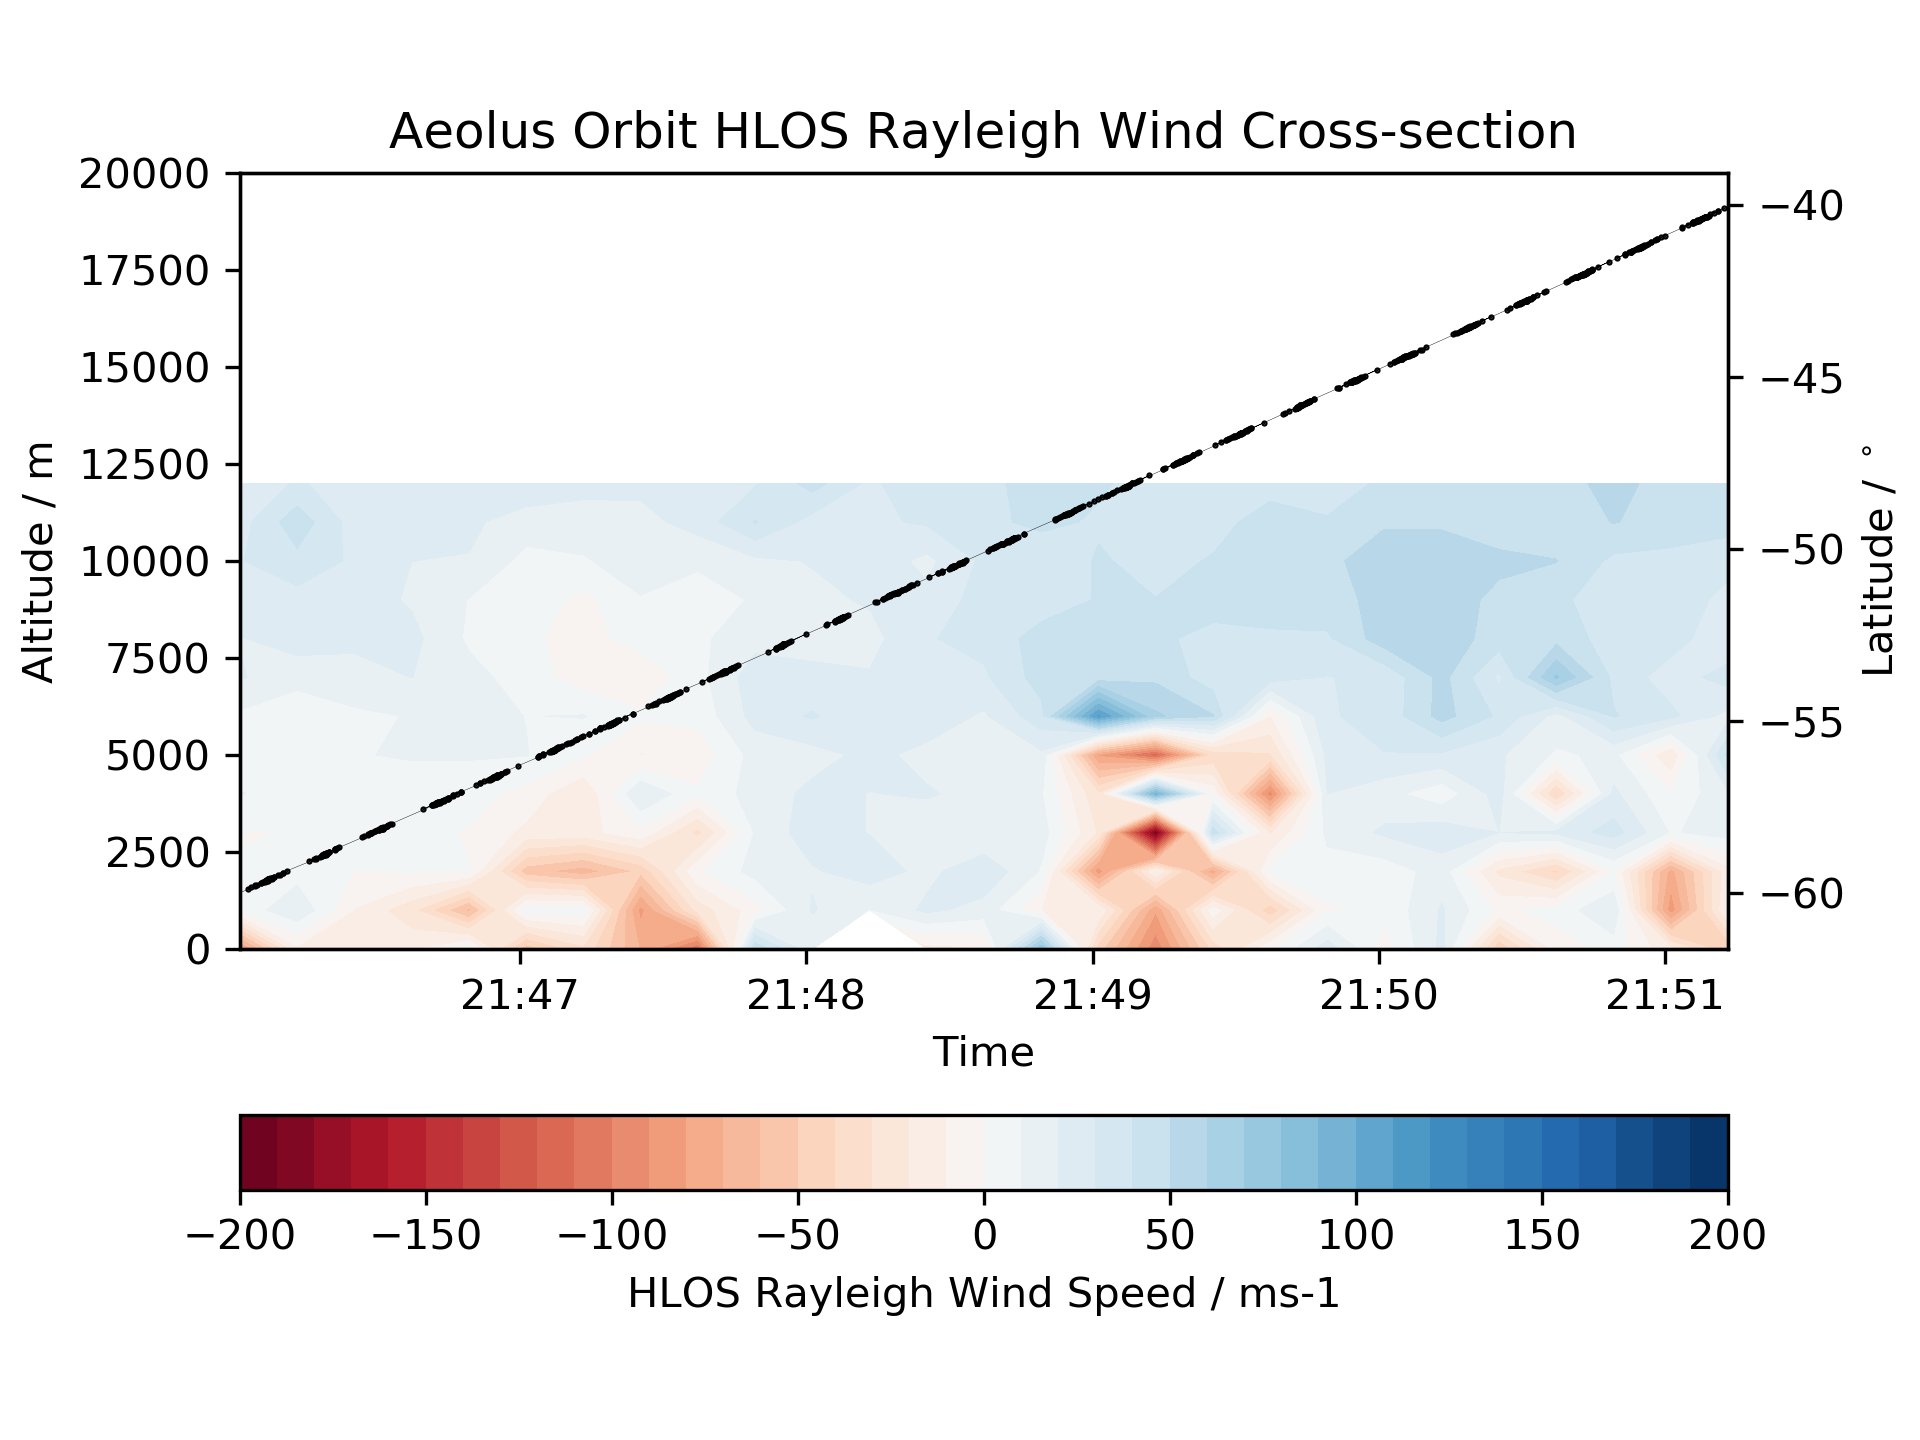 Aeolus Orbit HLOS Rayleigh Wind Cross-section
20000
17500
15000
12500
10000
7500
5000
2500
0
Altitude / m
−40
−45
−50
−55
−60
Latitude / °
21:47 21:48 21:49 21:50 21:51
Time
−200 −150 −100 −50 0 50 100 150 200
HLOS Rayleigh Wind Speed / ms-1